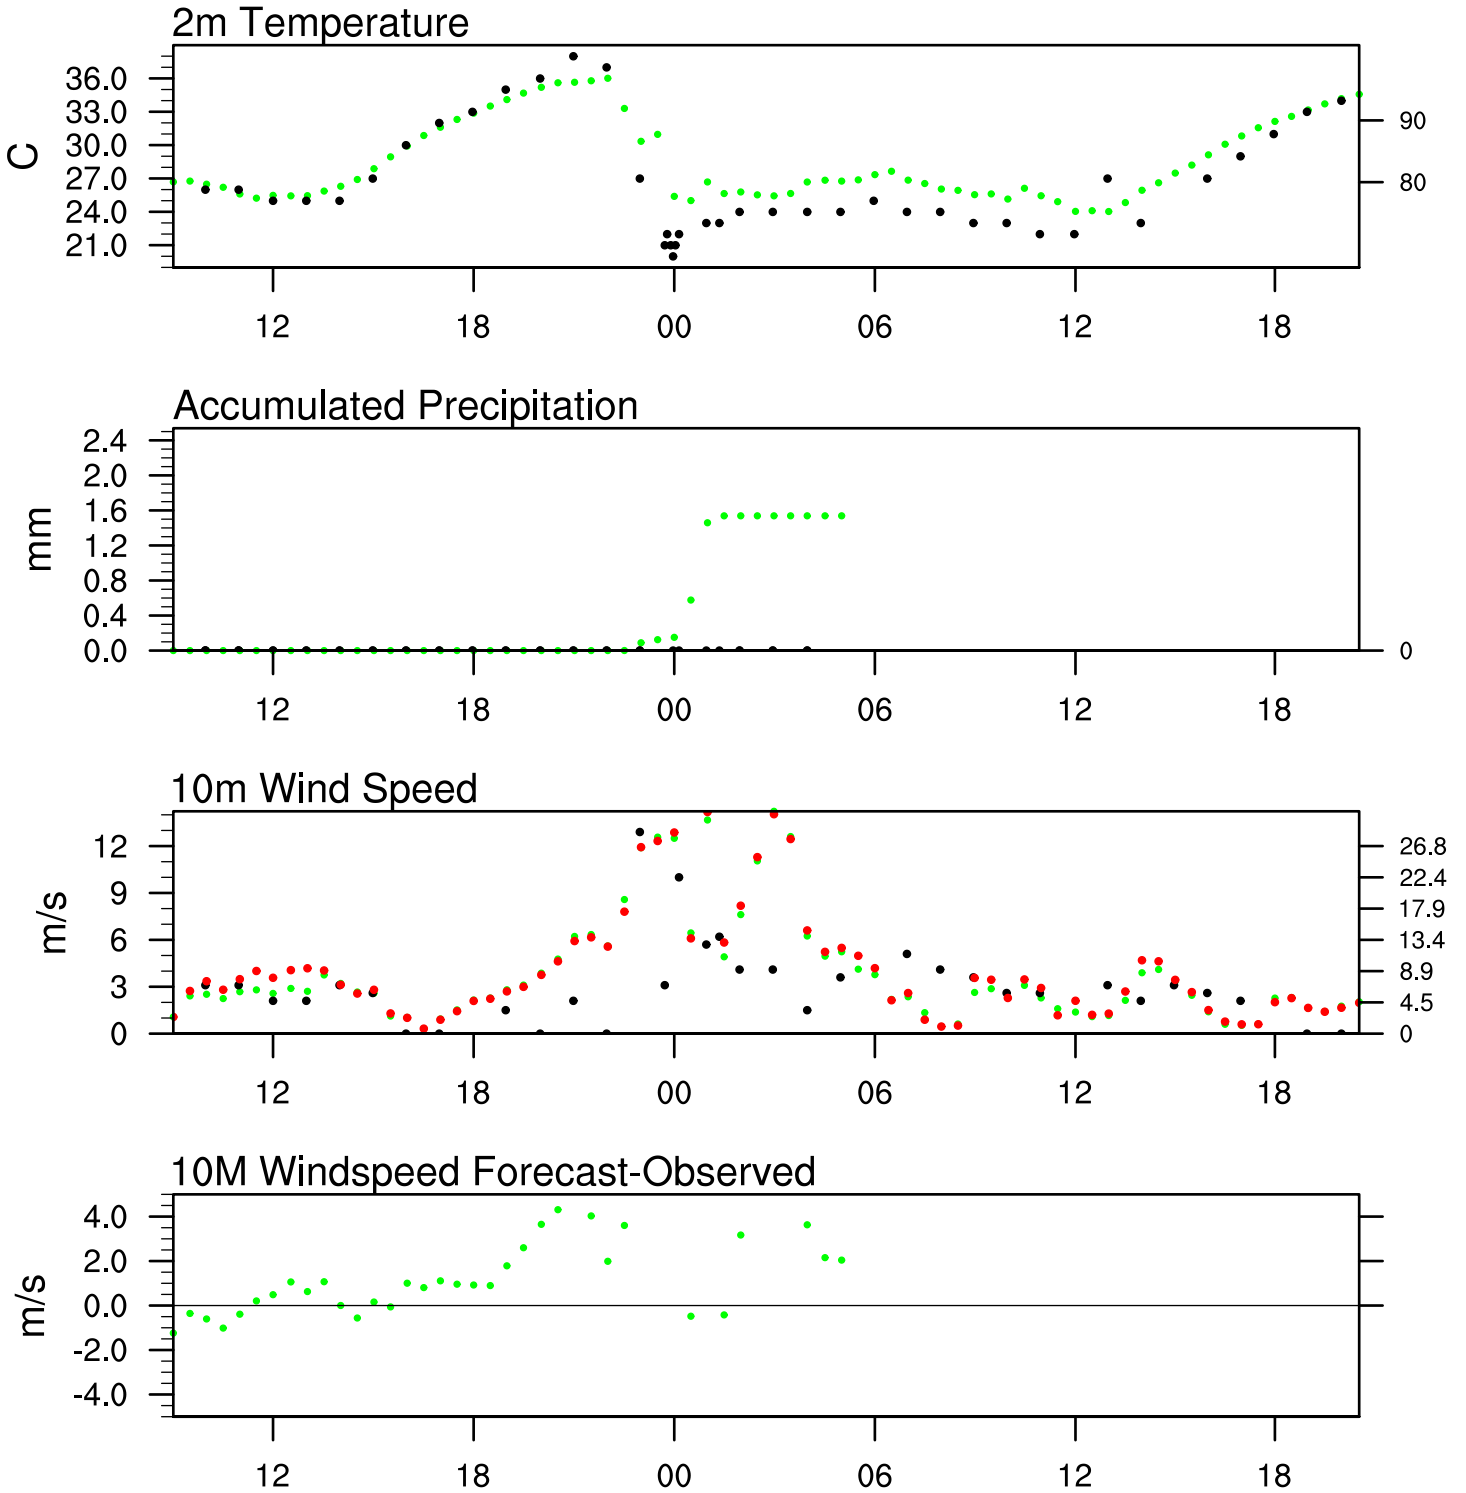 2m Temperature
36.0
33.0
30.0
27.0
24.0
21.0
C
90
80
12 18 00 06 12 18
Accumulated Precipitation
2.4
2.0
1.6
1.2
0.8
0.4
0.0
mm
0
12 18 00 06 12 18
10m Wind Speed
12
9
6
3
0
m/s
26.8
22.4
17.9
13.4
8.9
4.5
0
12 18 00 06 12 18
10M Windspeed Forecast-Observed
4.0
2.0
0.0
-2.0
-4.0
m/s
12 18 00 06 12 18